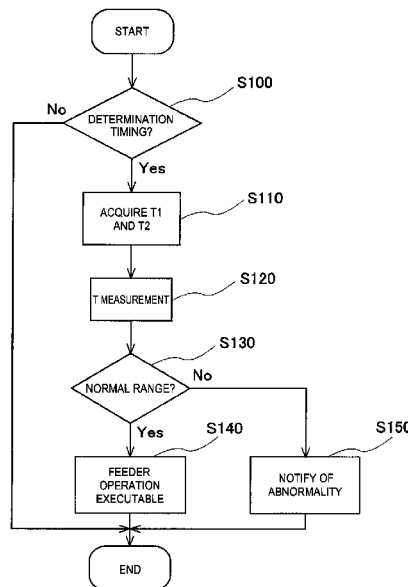 START
S100
No
DETERMINATION
TIMING?
Yes
S110
ACQUIRE T1
AND T2
S120
T MEASUREMENT
S130
NORMAL RANGE?
No
Yes
S140
S150
FEEDER
OPERATION
EXECUTABLE
NOTIFY OF
ABNORMALITY
END